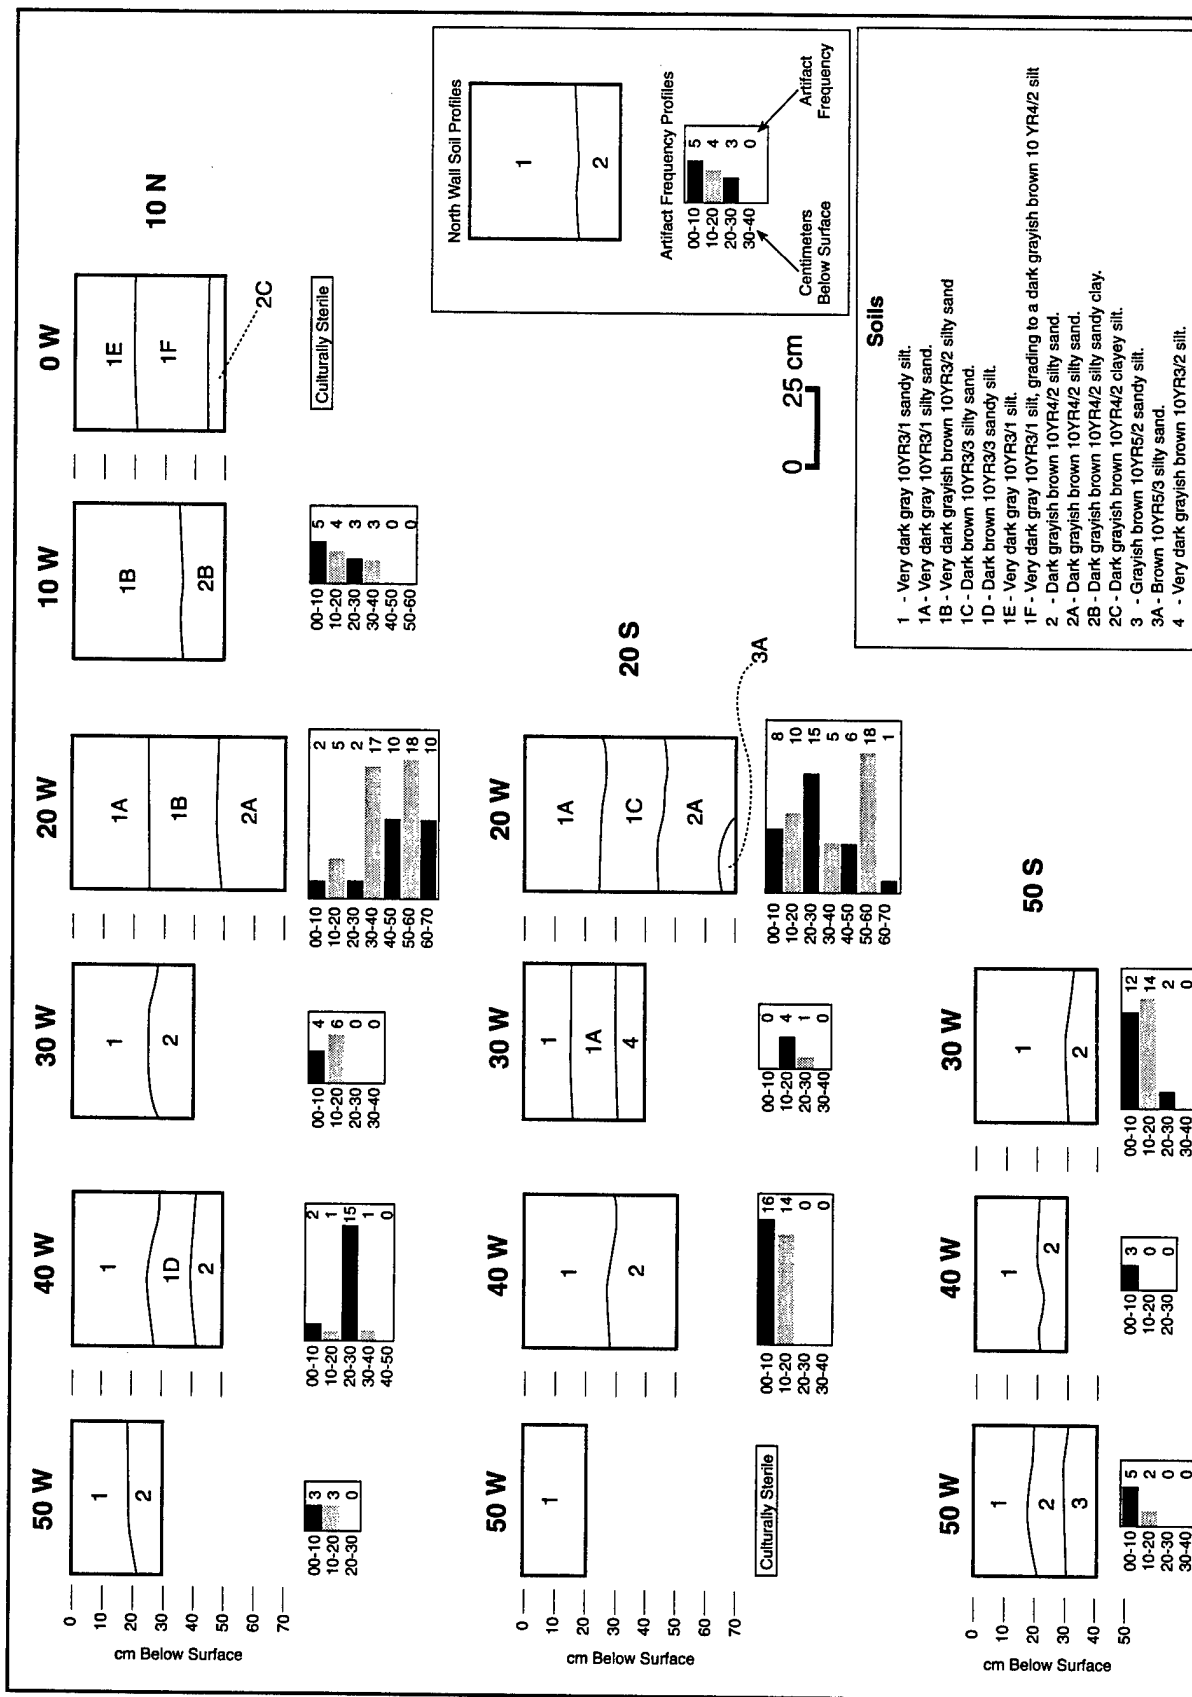 10 N
50 W
40 W
30 W
20 W
10 W
0 W
0
10
20
30
40
50
60
70
cm Below Surface
1
2
1
1D
2
1
2
1A
1B
2A
1B
2B
1E
1F
2C
00-10 3
10-20 3
20-30 0
00-10 2
10-20 1
20-30 15
30-40 1
40-50 0
00-10 4
10-20 6
20-30 0
30-40 0
00-10 2
10-20 5
20-30 2
30-40 17
40-50 10
50-60 18
60-70 10
00-10 5
10-20 4
20-30 3
30-40 3
40-50 0
50-60 0
Culturally Sterile
20 S
50 W
40 W
30 W
20 W
0
10
20
30
40
50
60
70
cm Below Surface
1
1
2
1
1A
4
1A
1C
2A
3A
Culturally Sterile
00-10 16
10-20 14
20-30 0
30-40 0
00-10 0
10-20 4
20-30 1
30-40 0
00-10 8
10-20 10
20-30 15
30-40 5
40-50 6
50-60 18
60-70 1
50 S
50 W
40 W
30 W
0
10
20
30
40
50
cm Below Surface
1
2
3
1
2
1
2
00-10 5
10-20 2
20-30 0
30-40 0
00-10 3
10-20 0
20-30 0
00-10 12
10-20 14
20-30 2
30-40 0
0 25 cm
North Wall Soil Profiles
1
2
Artifact Frequency Profiles
00-10 5
10-20 4
20-30 3
30-40 0
Centimeters
Below Surface
Artifact
Frequency
Soils
1 - Very dark gray 10YR3/1 sandy silt.
1A - Very dark gray 10YR3/1 silty sand.
1B - Very dark grayish brown 10YR3/2 silty sand
1C - Dark brown 10YR3/3 silty sand.
1D - Dark brown 10YR3/3 sandy silt.
1E - Very dark gray 10YR3/1 silt.
1F - Very dark gray 10YR3/1 silt, grading to a dark grayish brown 10 YR4/2 silt
2 - Dark grayish brown 10YR4/2 silty sand.
2A - Dark grayish brown 10YR4/2 silty sand.
2B - Dark grayish brown 10YR4/2 silty sandy clay.
2C - Dark grayish brown 10YR4/2 clayey silt.
3 - Grayish brown 10YR5/2 sandy silt.
3A - Brown 10YR5/3 silty sand.
4 - Very dark grayish brown 10YR3/2 silt.